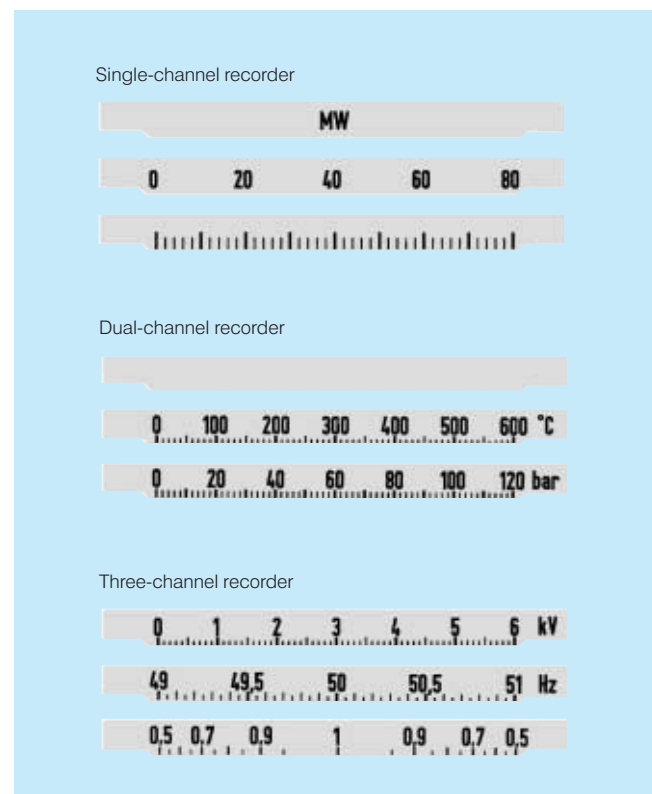 Single-channel recorder
MW
0 20 40 60 80
Dual-channel recorder
0 100 200 300 400 500 600 °C
0 20 40 60 80 100 120 bar
Three-channel recorder
0 1 2 3 4 5 6 kV
49 49,5 50 50,5 51 Hz
0,5 0,7 0,9 1 0,9 0,7 0,5